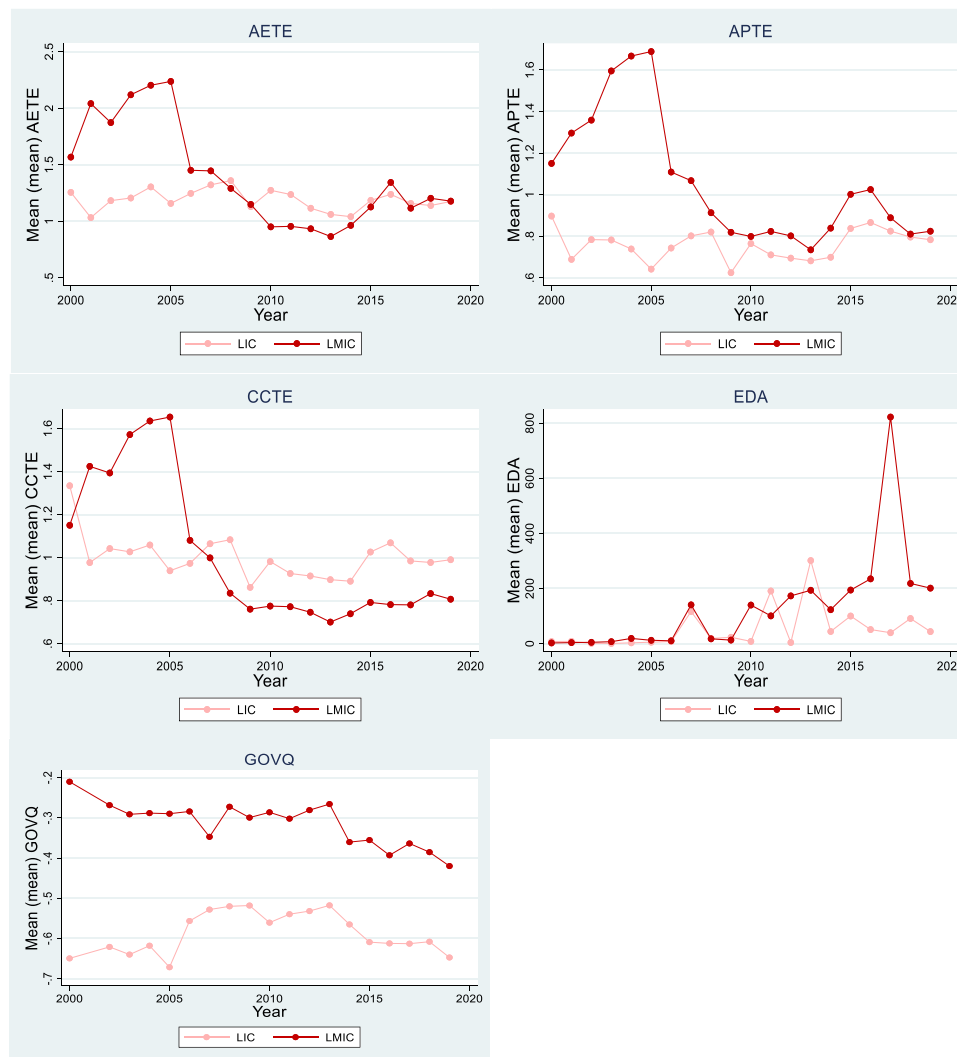 AETE
Mean (mean) AETE
2.5
2
1.5
1
.5
2000 2005 2010 2015 2020
Year
LIC LMIC
APTE
Mean (mean) APTE
1.6
1.4
1.2
1
.8
.6
2000 2005 2010 2015 202
Year
LIC LMIC
CCTE
Mean (mean) CCTE
1.6
1.4
1.2
1
.8
.6
2000 2005 2010 2015 2020
Year
LIC LMIC
EDA
Mean (mean) EDA
800
600
400
200
0
2000 2005 2010 2015 202
Year
LIC LMIC
GOVQ
Mean (mean) GOVQ
-.2
-.3
-.4
-.5
-.6
-.7
2000 2005 2010 2015 2020
Year
LIC LMIC